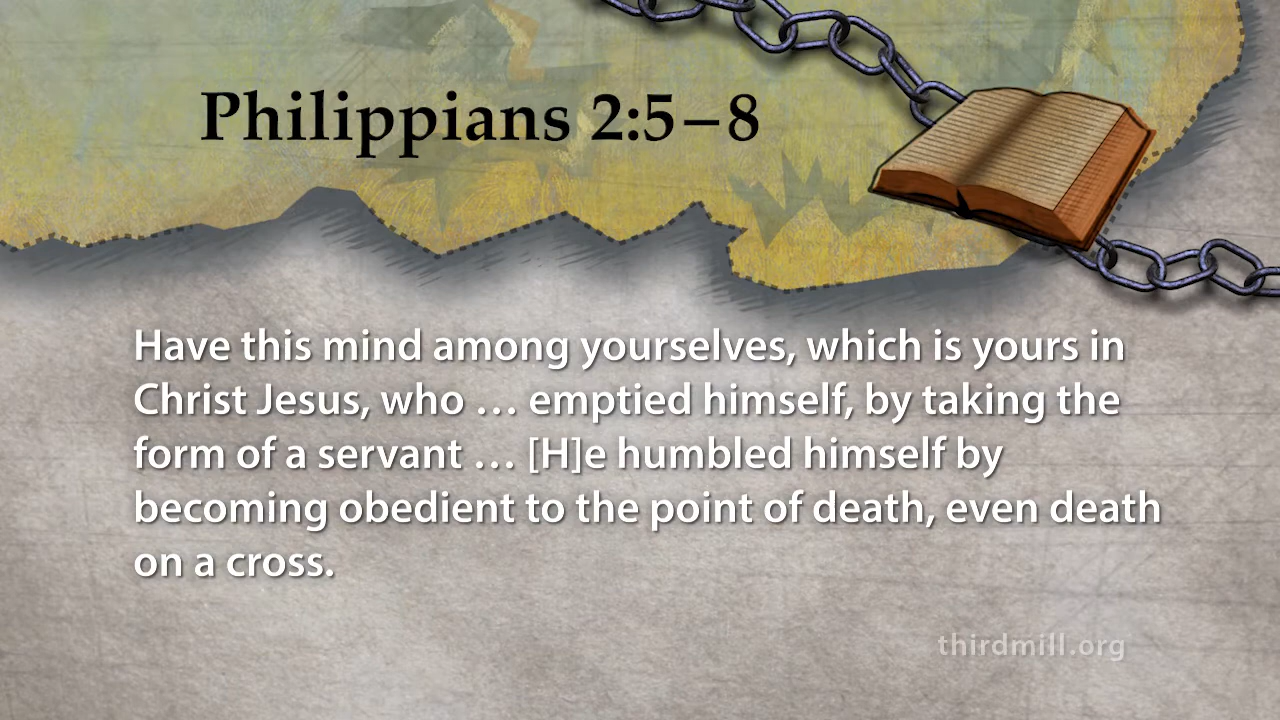 Philippians 2:5–8
Have this mind among yourselves, which is yours in
Christ Jesus, who … emptied himself, by taking the
form of a servant … [H]e humbled himself by
becoming obedient to the point of death, even death
on a cross.
thirdmill.org